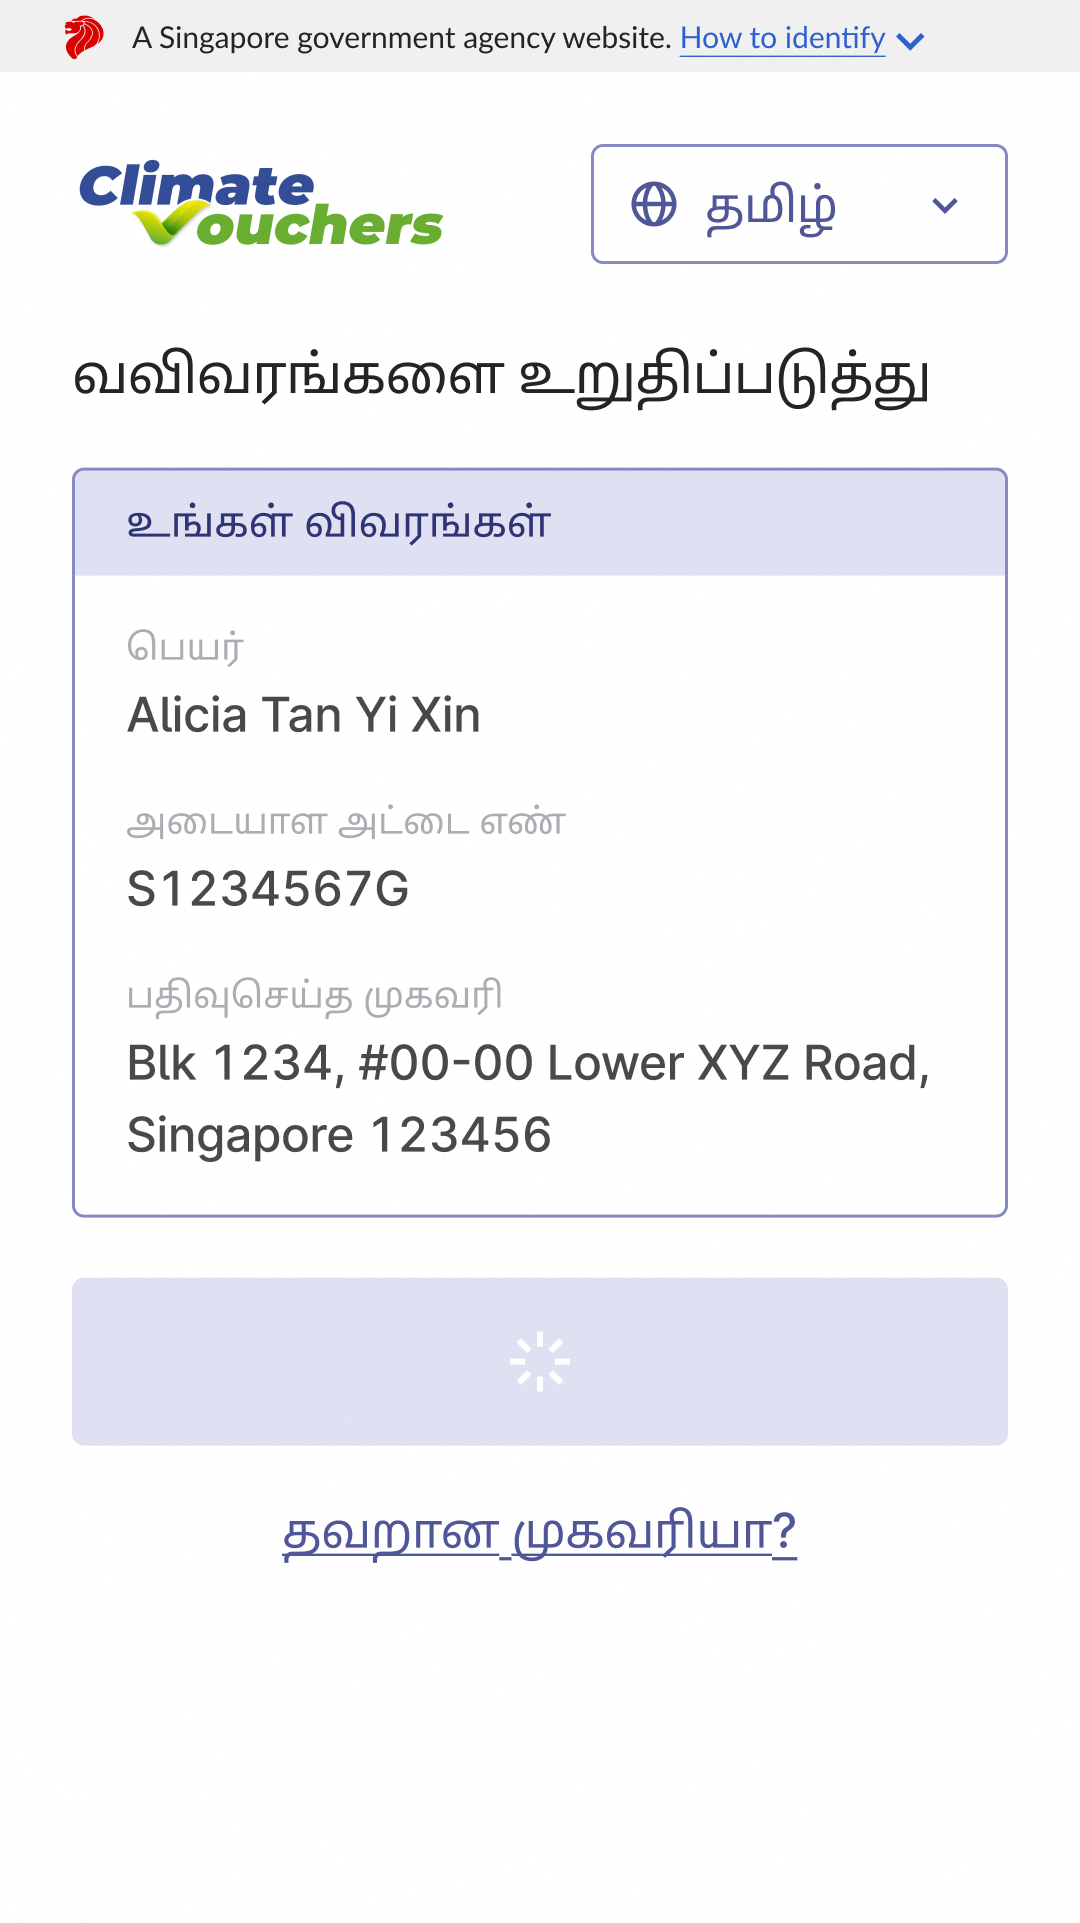 A Singapore government agency website. How to identify
Climate
Vouchers
தமிழ்
வவிவரங்களை உறுதிப்படுத்து
உங்கள் விவரங்கள்
பெயர்
Alicia Tan Yi Xin
அடையாள அட்டை எண்
S1234567G
பதிவுசெய்த முகவரி
Blk 1234, #00-00 Lower XYZ Road,
Singapore 123456
தவறான முகவரியா?